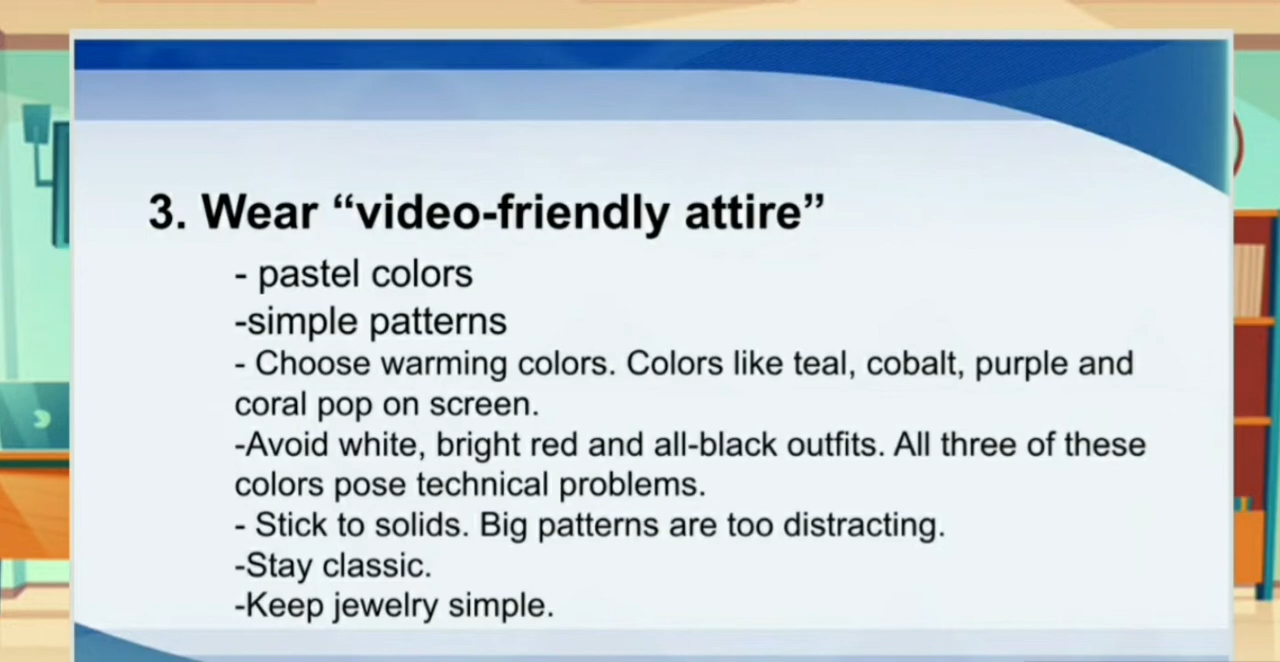 3. Wear “video-friendly attire”
- pastel colors
-simple patterns
- Choose warming colors. Colors like teal, cobalt, purple and
coral pop on screen.
-Avoid white, bright red and all-black outfits. All three of these
colors pose technical problems.
- Stick to solids. Big patterns are too distracting.
-Stay classic.
-Keep jewelry simple.